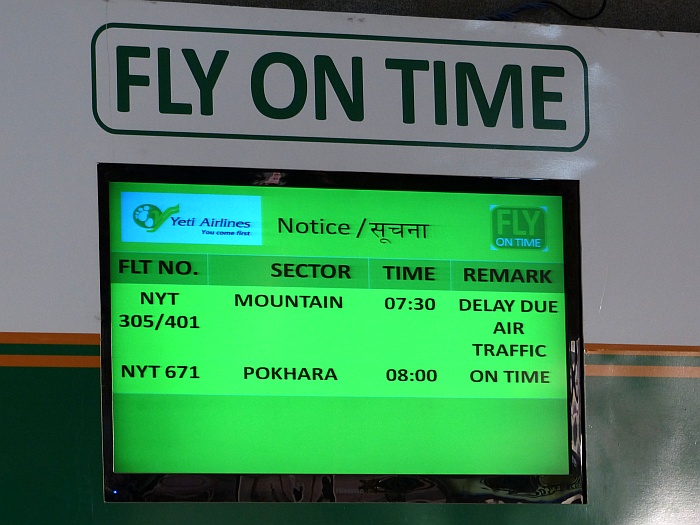 FLY ON TIME
Yeti Airlines
You come first
Notice / सूचना
FLY
ON TIME
FLT NO. SECTOR TIME REMARK
NYT MOUNTAIN 07:30 DELAY DUE
305/401 AIR
TRAFFIC
NYT 671 POKHARA 08:00 ON TIME